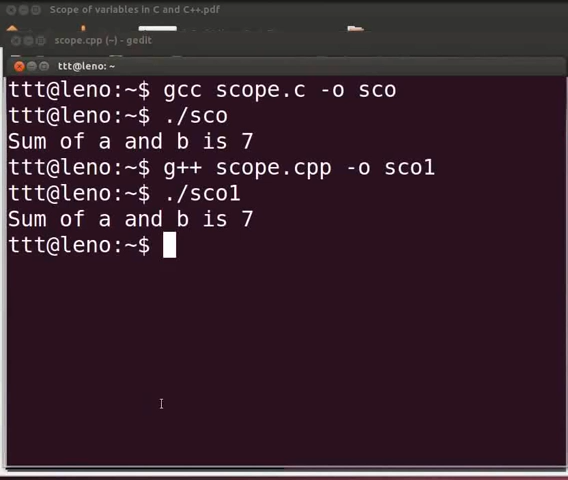 Scope of variables in C and C++.pdf
scope.cpp (~) - gedit
ttt@leno: ~
ttt@leno:~$ gcc scope.c -o sco
ttt@leno:~$ ./sco
Sum of a and b is 7
ttt@leno:~$ g++ scope.cpp -o sco1
ttt@leno:~$ ./sco1
Sum of a and b is 7
ttt@leno:~$